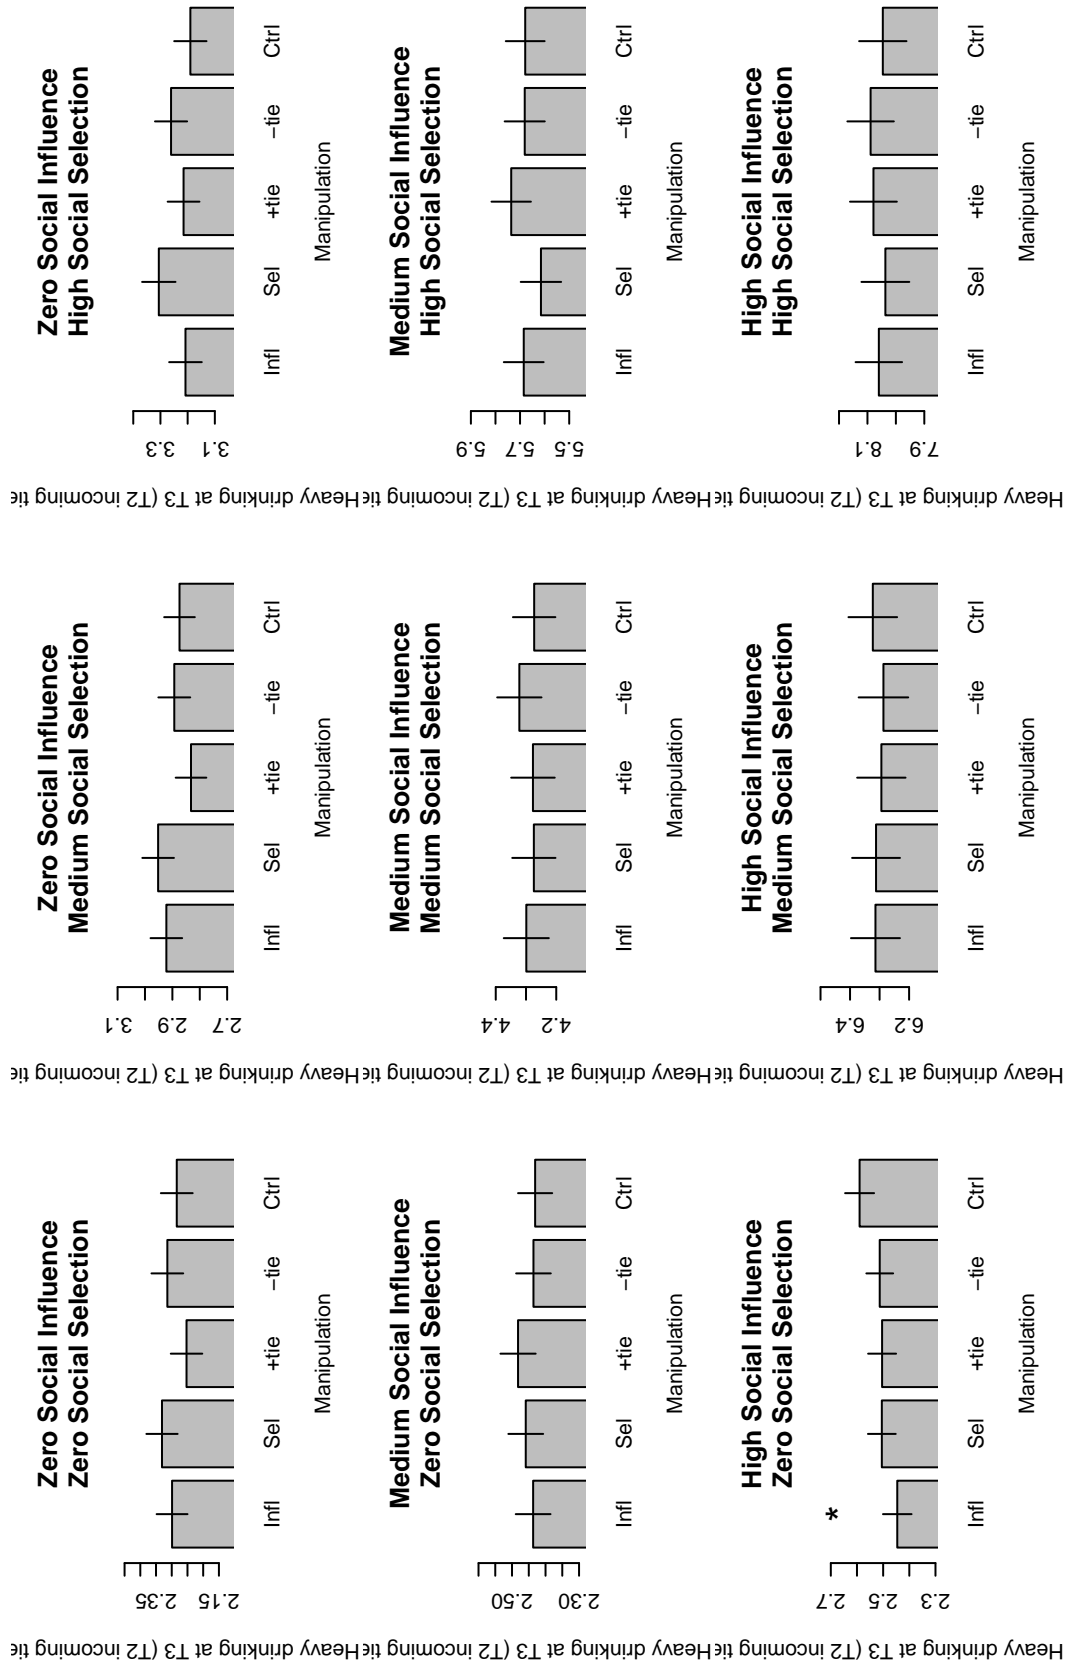 Zero Social Influence
Zero Social Selection
Heavy drinking at T3 (T2 incoming tie
2.35
2.15
Infl
Sel
+tie
−tie
Ctrl
Manipulation
Zero Social Influence
Medium Social Selection
Heavy drinking at T3 (T2 incoming tie
3.1
2.9
2.7
Infl
Sel
+tie
−tie
Ctrl
Manipulation
Zero Social Influence
High Social Selection
Heavy drinking at T3 (T2 incoming tie
3.3
3.1
Infl
Sel
+tie
−tie
Ctrl
Manipulation
Medium Social Influence
Zero Social Selection
Heavy drinking at T3 (T2 incoming tie
2.50
2.30
Infl
Sel
+tie
−tie
Ctrl
Manipulation
Medium Social Influence
Medium Social Selection
Heavy drinking at T3 (T2 incoming tie
4.4
4.2
Infl
Sel
+tie
−tie
Ctrl
Manipulation
Medium Social Influence
High Social Selection
Heavy drinking at T3 (T2 incoming tie
5.9
5.7
5.5
Infl
Sel
+tie
−tie
Ctrl
Manipulation
High Social Influence
Zero Social Selection
Heavy drinking at T3 (T2 incoming tie
2.7
2.5
2.3
*
Infl
Sel
+tie
−tie
Ctrl
Manipulation
High Social Influence
Medium Social Selection
Heavy drinking at T3 (T2 incoming tie
6.4
6.2
Infl
Sel
+tie
−tie
Ctrl
Manipulation
High Social Influence
High Social Selection
Heavy drinking at T3 (T2 incoming tie
8.1
7.9
Infl
Sel
+tie
−tie
Ctrl
Manipulation